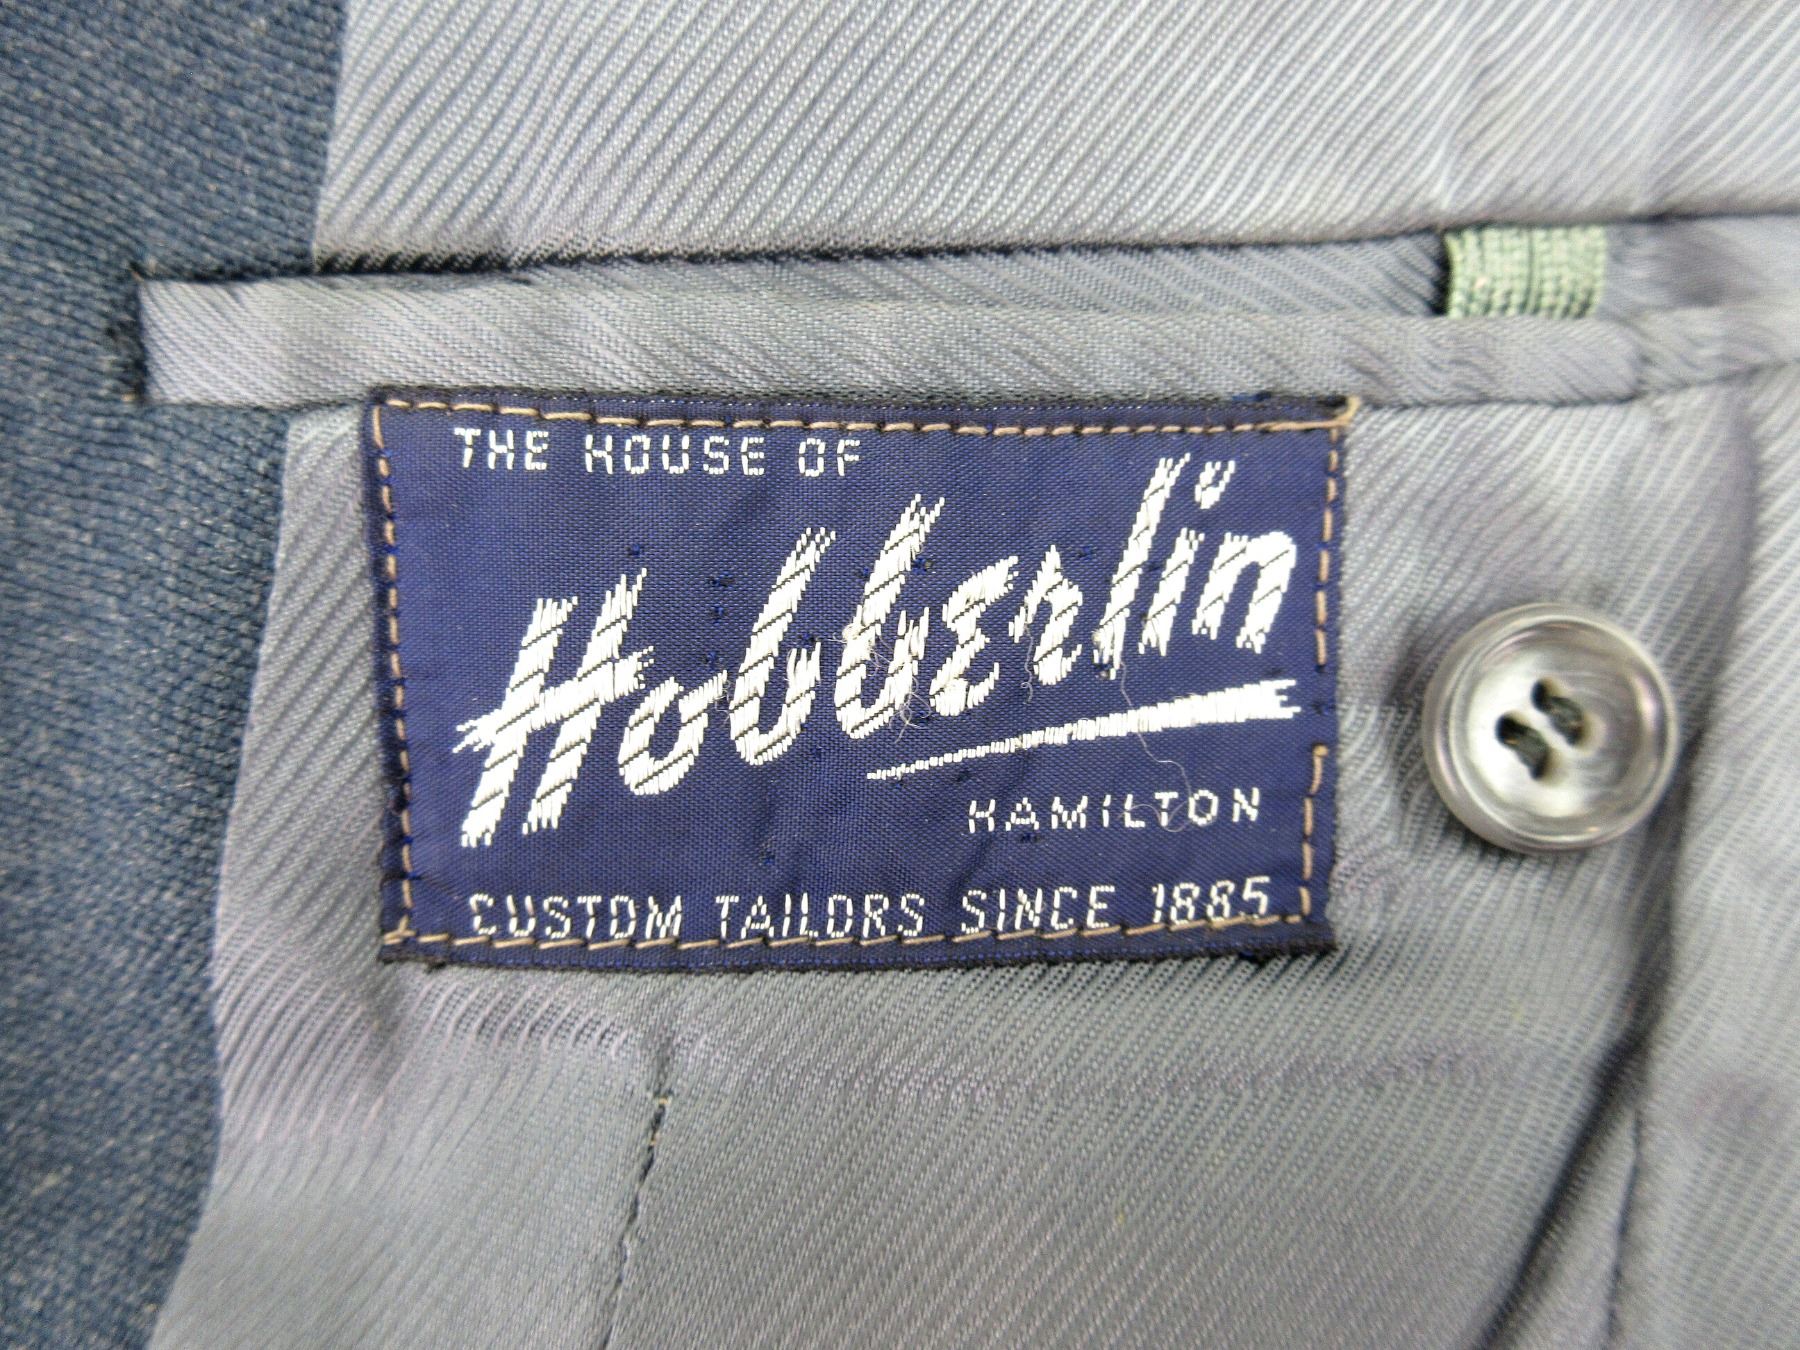 THE HOUSE OF
Hobberlin
HAMILTON
CUSTOM TAILORS SINCE 1885